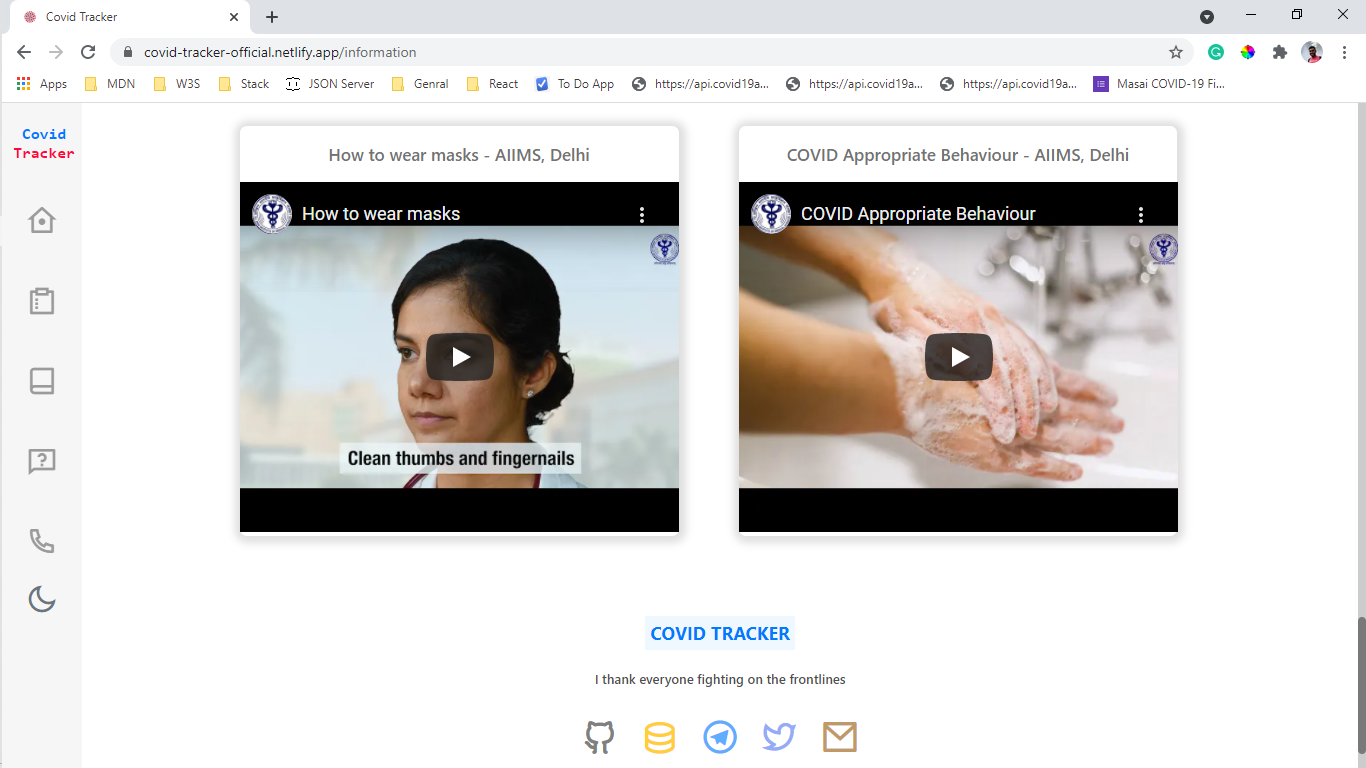 Covid Tracker
covid-tracker-official.netlify.app/information
Apps MDN W3S Stack JSON Server Genral React To Do App https://api.covid19a... https://api.covid19a... https://api.covid19a... Masai COVID-19 Fi...
Covid
Tracker
How to wear masks - AIIMS, Delhi
How to wear masks
Clean thumbs and fingernails
COVID Appropriate Behaviour - AIIMS, Delhi
COVID Appropriate Behaviour
COVID TRACKER
I thank everyone fighting on the frontlines